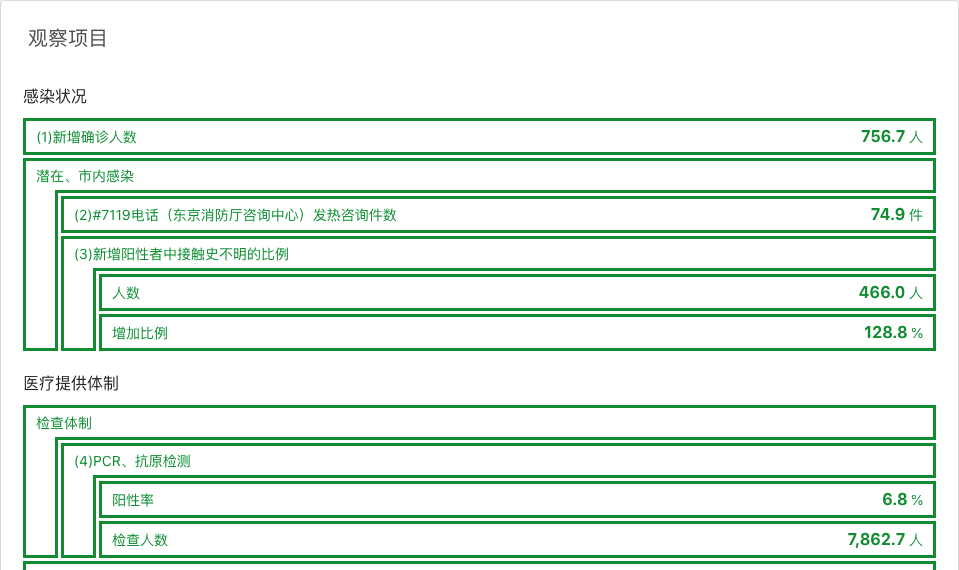 观察项目
感染状况
(1)新增确诊人数 756.7 人
潜在、市内感染
(2)#7119电话（东京消防厅咨询中心）发热咨询件数 74.9 件
(3)新增阳性者中接触史不明的比例
人数 466.0 人
增加比例 128.8 %
医疗提供体制
检查体制
(4)PCR、抗原检测
阳性率 6.8 %
检查人数 7,862.7 人